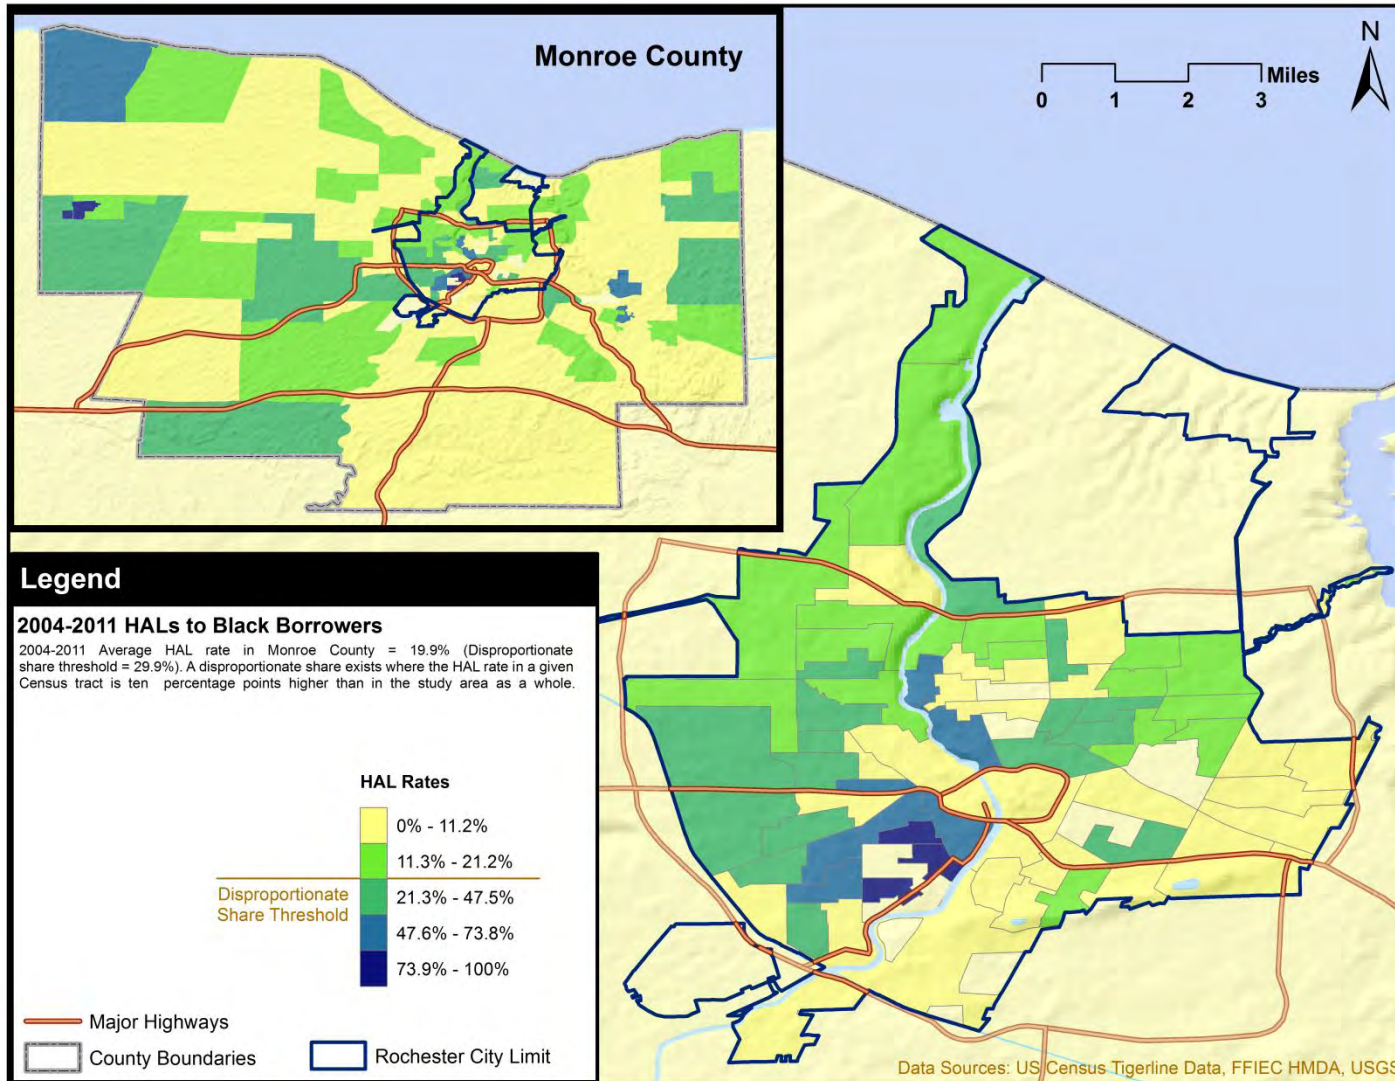 Monroe County
N
Miles
0 1 2 3
Legend
2004-2011 HALs to Black Borrowers
2004-2011 Average HAL rate in Monroe County = 19.9% (Disproportionate
share threshold = 29.9%). A disproportionate share exists where the HAL rate in a given
Census tract is ten percentage points higher than in the study area as a whole.
HAL Rates
0% - 11.2%
11.3% - 21.2%
Disproportionate
Share Threshold
21.3% - 47.5%
47.6% - 73.8%
73.9% - 100%
Major Highways
County Boundaries
Rochester City Limit
Data Sources: US Census Tigerline Data, FFIEC HMDA, USGS